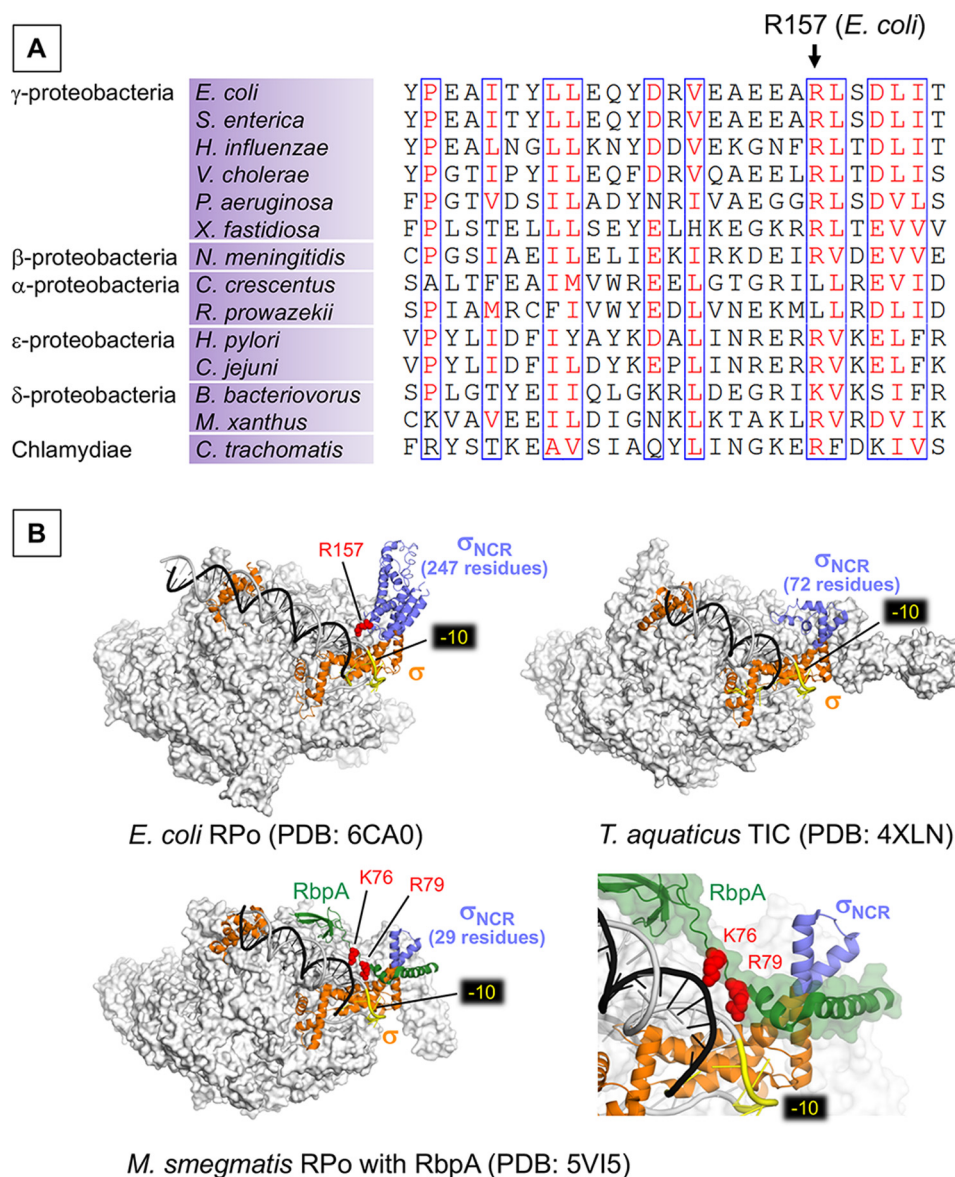 A
R157 (E. coli)
γ-proteobacteria E. coli YPEAITYLLEQYDRVEAEEARLSDLIT
S. enterica YPEAITYLLEQYDRVEAEEARLSDLIT
H. influenzae YPEALNGLLKNYDDVEKGNFRLTDLIT
V. cholerae YPGTIPYILEQFDRVQAEELRLTDLIS
P. aeruginosa FPGTVDSILADYNRIVAEGGRLSDVLS
X. fastidiosa FPLSTELLLSEYELHKEGKRRLTEVVV
β-proteobacteria N. meningitidis CPGSIAEILELIEKIRKDEIRVDEVVE
α-proteobacteria C. crescentus SALTFEAIMVWREELGTGRILLREVID
R. prowazekii SPIAMRCFIVWYEDLVNEKMLLRDLID
ε-proteobacteria H. pylori VPYLIDFIYAYKDALINRERRVKELFR
C. jejuni VPYLIDFILDYKEPLINRERRVKELFK
δ-proteobacteria B. bacteriovorus SPLGTYEIIQLGKRLDEGRIKVKSIFR
M. xanthus CKVAVEEILDIGNKLKTAKLRVRDVIK
Chlamydiae C. trachomatis FRYSTKEAVSIAQYLINGKERFDKIVS
B
R157
σNCR
(247 residues)
-10
σ
E. coli RPo (PDB: 6CA0)
σNCR
(72 residues)
-10
σ
T. aquaticus TIC (PDB: 4XLN)
RbpA
K76
R79
σNCR
(29 residues)
-10
σ
RbpA
σNCR
K76
R79
-10
M. smegmatis RPo with RbpA (PDB: 5VI5)